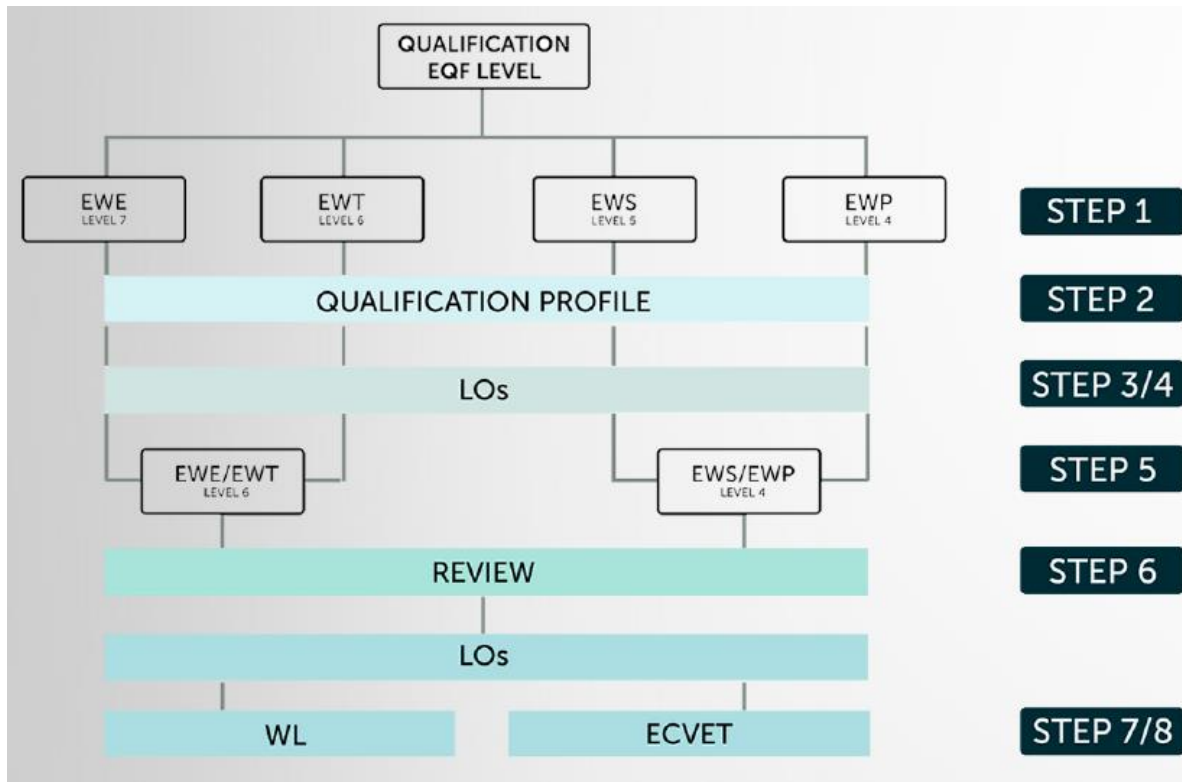 QUALIFICATION
EQF LEVEL
EWE
LEVEL 7
EWT
LEVEL 6
EWS
LEVEL 5
EWP
LEVEL 4
STEP 1
QUALIFICATION PROFILE
STEP 2
LOs
STEP 3/4
EWE/EWT
LEVEL 6
EWS/EWP
LEVEL 4
STEP 5
REVIEW
STEP 6
LOs
WL
ECVET
STEP 7/8